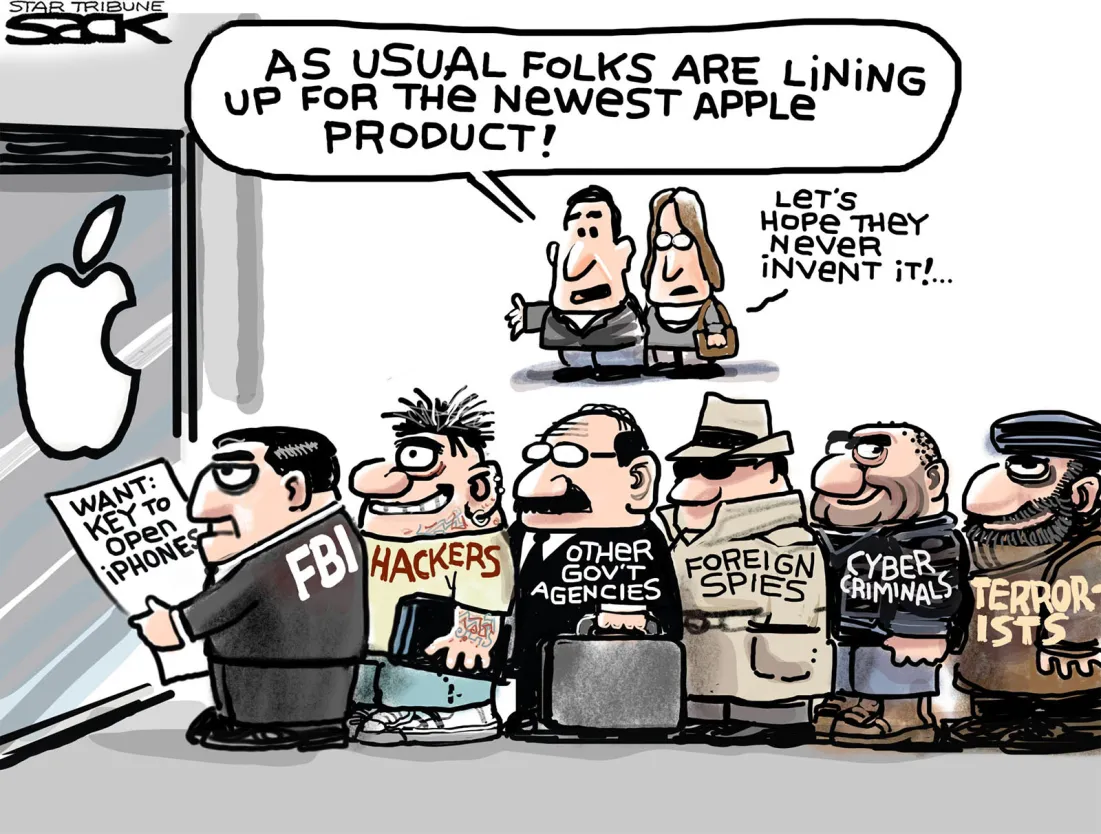 STAR TRIBUNE
SACK
AS USUAL FOLKS ARE LiNiNG
UP FOR THe NeWeST APPLe
PRODUCT!
LeT'S
HOPe THeY
NeVeR
iNVeNT iT!...
WANT:
KeY To
OPeN
iPHONeS
FBI
HACKERS
OTHER
GOV'T
AGENCIES
FOREIGN
SPIES
CYBER
CRIMINALS
TERROR-
ISTS